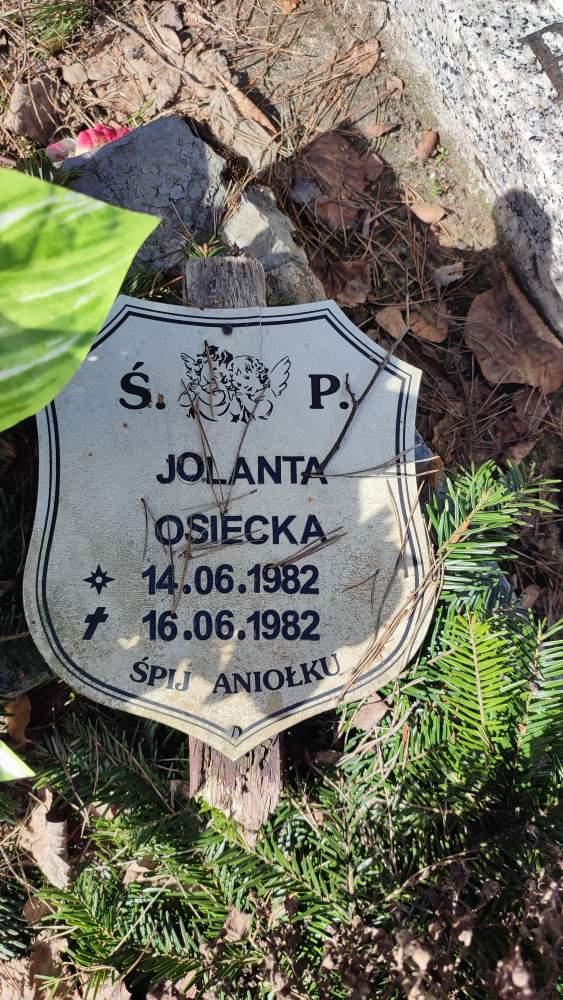 Ś. P.
JOLANTA
OSIECKA
14.06.1982
16.06.1982
ŚPIJ ANIOŁKU
D